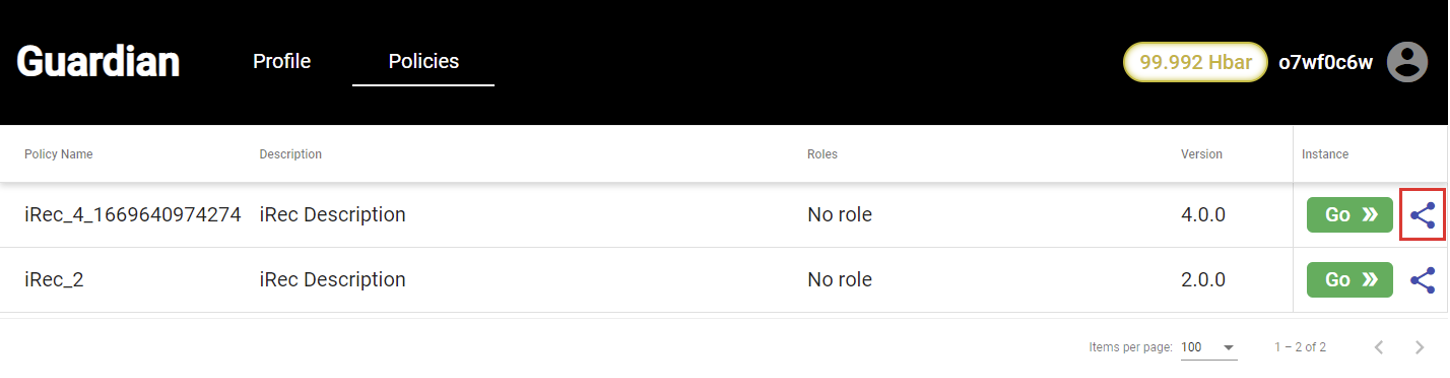 Guardian Profile Policies 99.992 Hbar o7wf0c6w
Policy Name Description Roles Version Instance
iRec_4_1669640974274 iRec Description No role 4.0.0 Go
iRec_2 iRec Description No role 2.0.0 Go
Items per page: 100 1 – 2 of 2